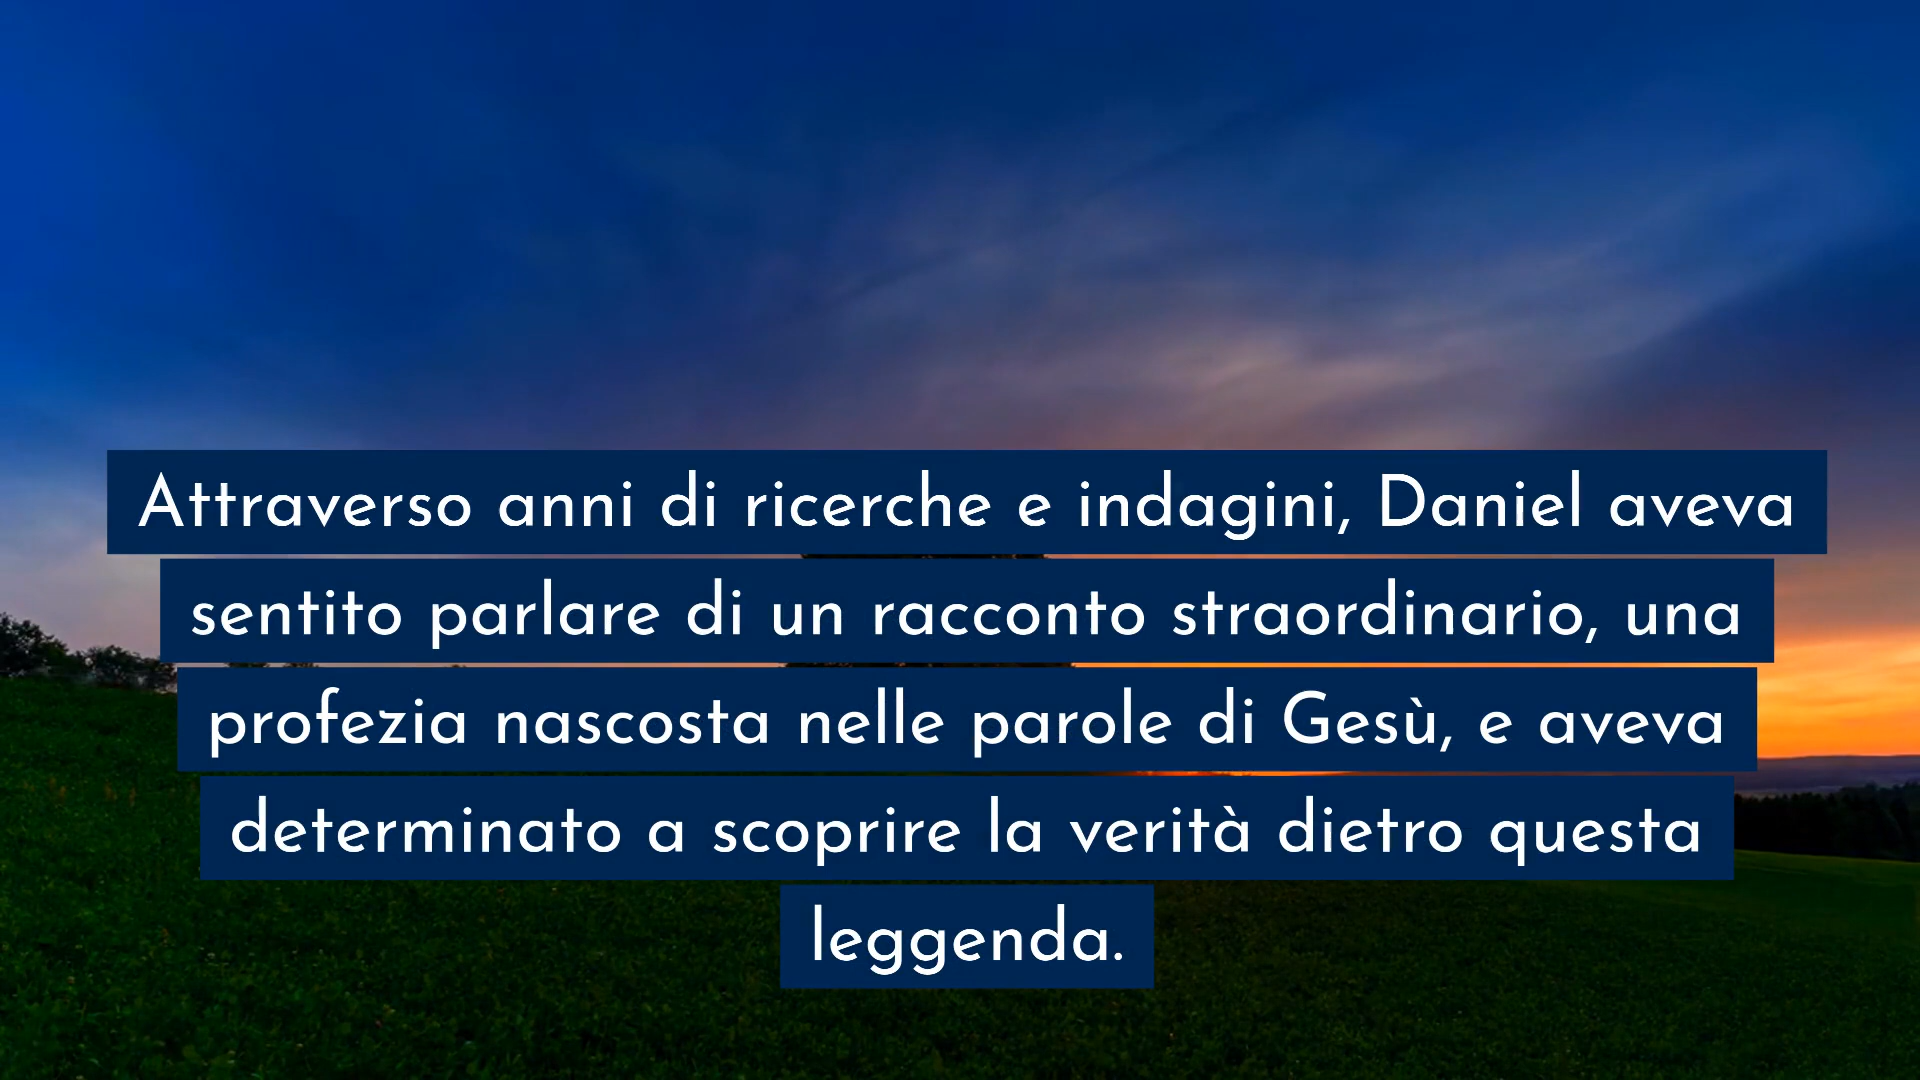 Attraverso anni di ricerche e indagini, Daniel aveva
sentito parlare di un racconto straordinario, una
profezia nascosta nelle parole di Gesù, e aveva
determinato a scoprire la verità dietro questa
leggenda.